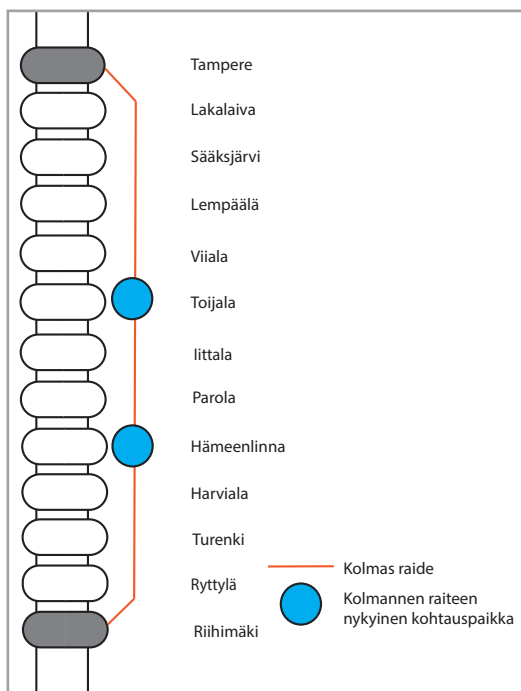 Tampere
Lakalaiva
Sääksjärvi
Lempäälä
Viiala
Toijala
Iittala
Parola
Hämeenlinna
Harviala
Turenki
Ryttylä
Riihimäki
Kolmas raide
Kolmannen raiteen
nykyinen kohtauspaikka